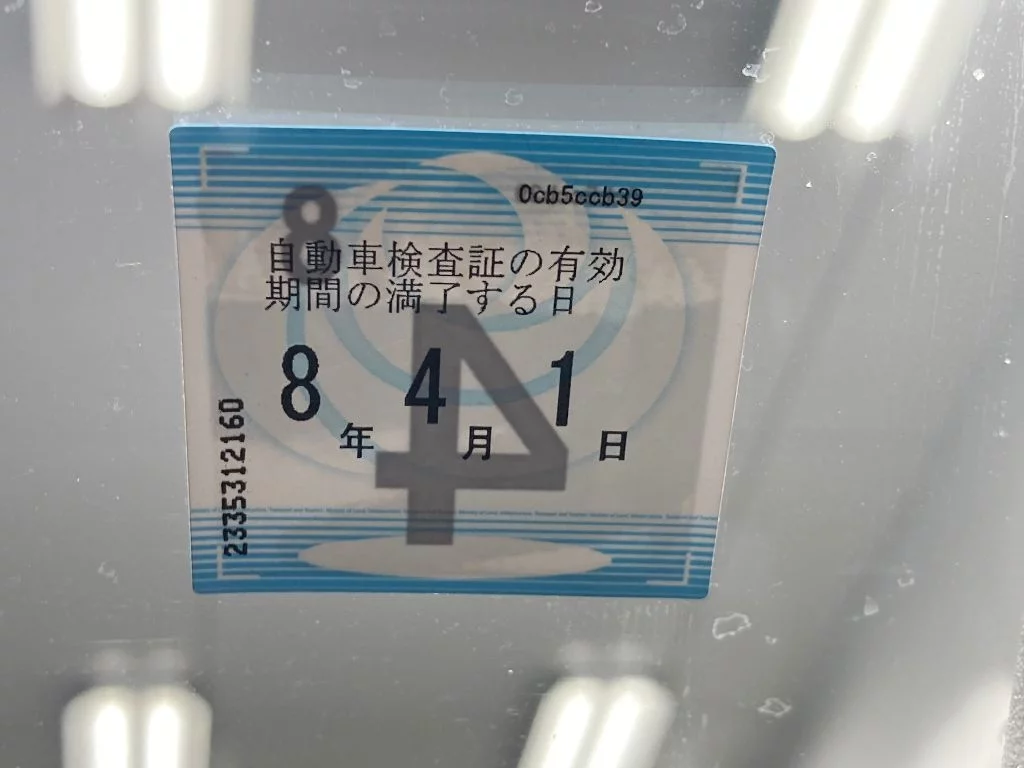 0cb5ccb39
8
自動車検査証の有効
期間の満了する日
8年4月1日
4
2335312160